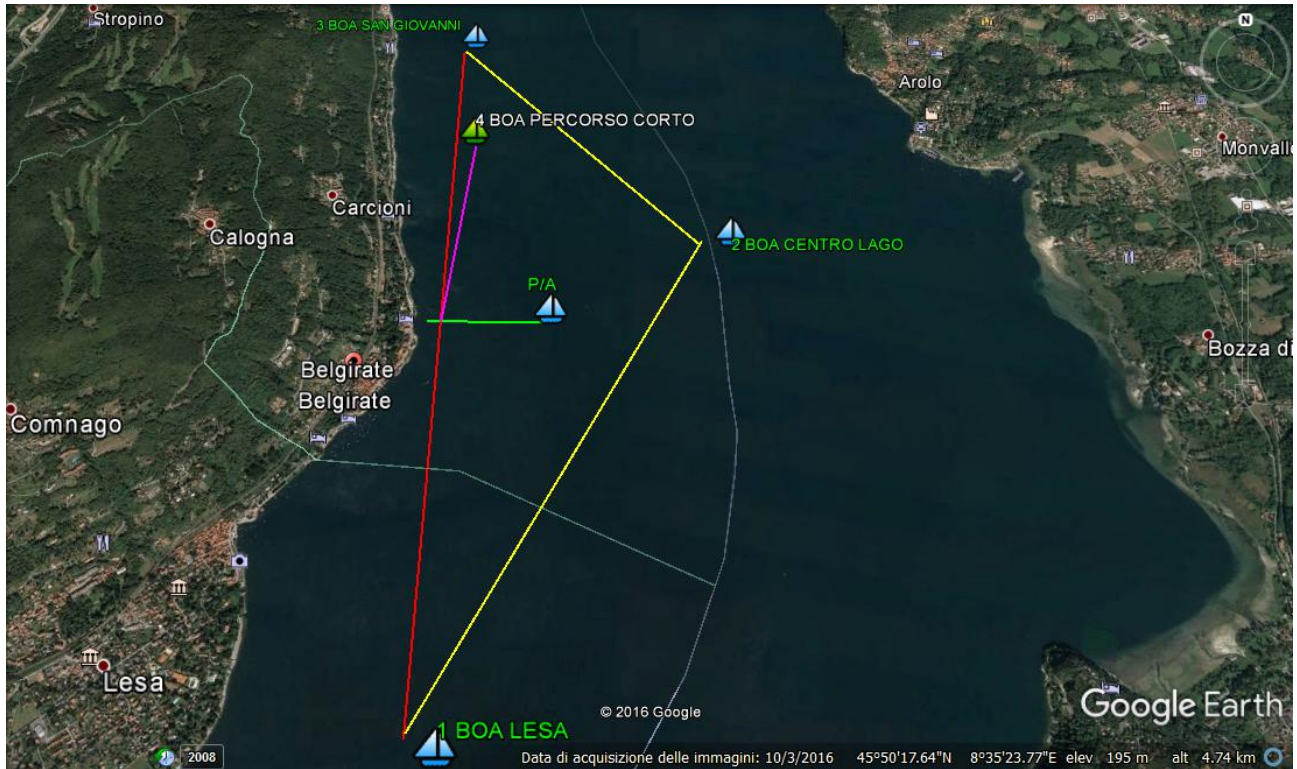 Stropino
3 BOA SAN GIOVANNI
N
Arolo
4 BOA PERCORSO CORTO
Monvalle
Carcioni
Calogna
2 BOA CENTRO LAGO
P/A
Bozza di
Belgirate
Belgirate
Comnago
Lesa
1 BOA LESA
© 2016 Google
Google Earth
2008
Data di acquisizione delle immagini: 10/3/2016 45°50'17.64"N 8°35'23.77"E elev 195 m alt 4.74 km